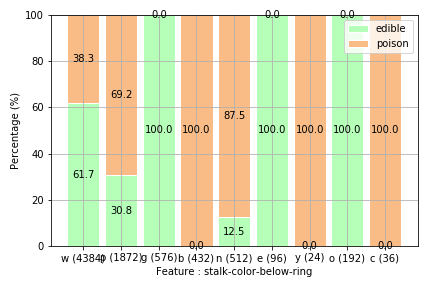 100
80
60
40
20
0
Percentage (%)
0.0
0.0
0.0
edible
poison
38.3
69.2
87.5
100.0
100.0
100.0
100.0
100.0
100.0
61.7
30.8
12.5
0.0
0.0
0.0
w (4384)
p (1872)
g (576)
b (432)
n (512)
e (96)
y (24)
o (192)
c (36)
Feature : stalk-color-below-ring